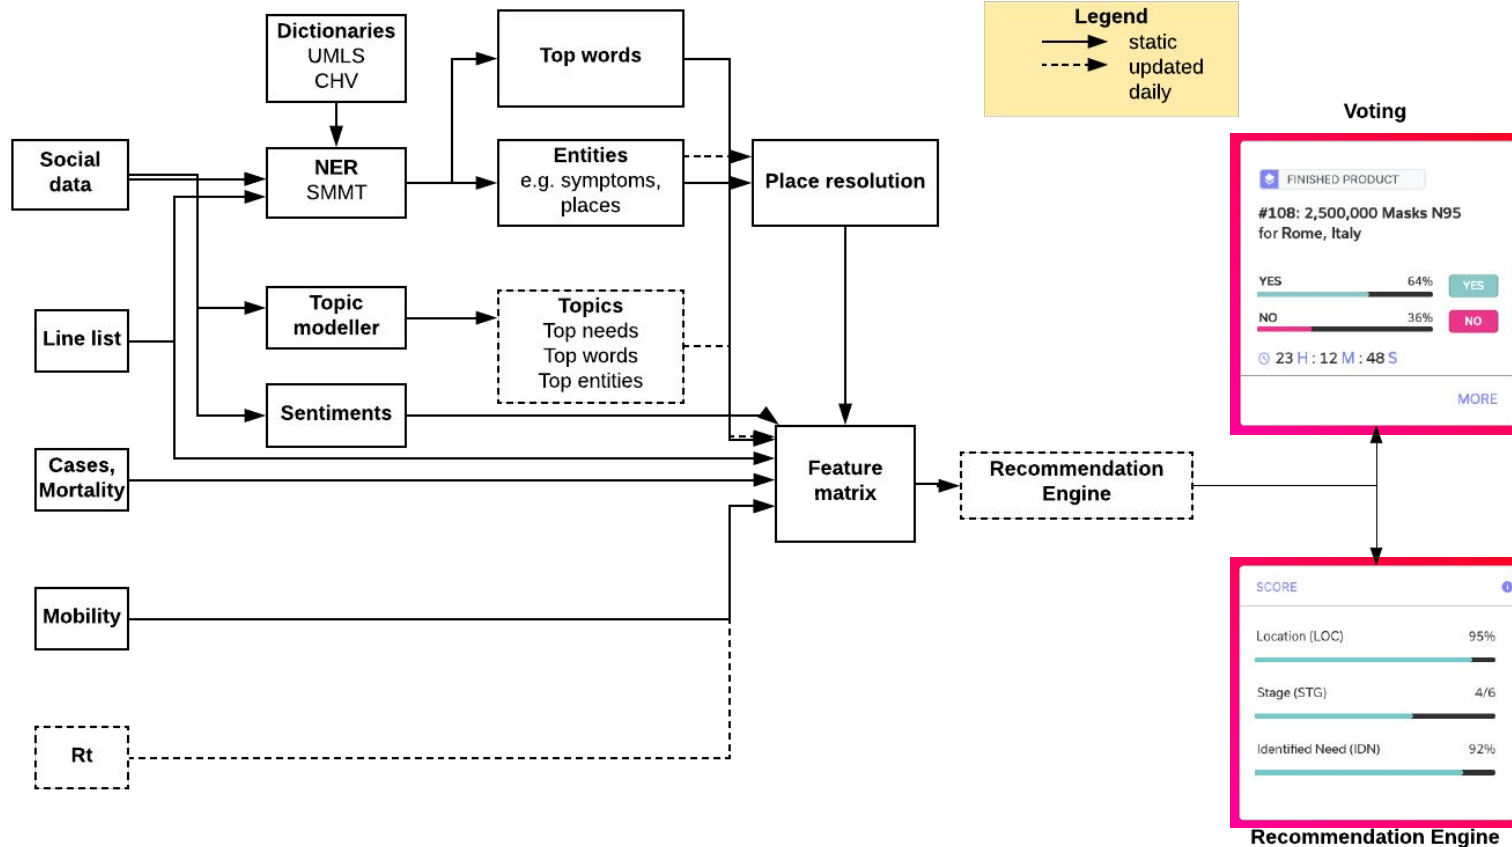 Dictionaries
UMLS
CHV
Top words
Legend
static
updated
daily
Social
data
NER
SMMT
Entities
e.g. symptoms,
places
Place resolution
Line list
Topic
modeller
Topics
Top needs
Top words
Top entities
Sentiments
Cases,
Mortality
Feature
matrix
Recommendation
Engine
Mobility
Rt
Voting
FINISHED PRODUCT
#108: 2,500,000 Masks N95
for Rome, Italy
YES 64% YES
NO 36% NO
23 H : 12 M : 48 S
MORE
SCORE
Location (LOC) 95%
Stage (STG) 4/6
Identified Need (IDN) 92%
Recommendation Engine